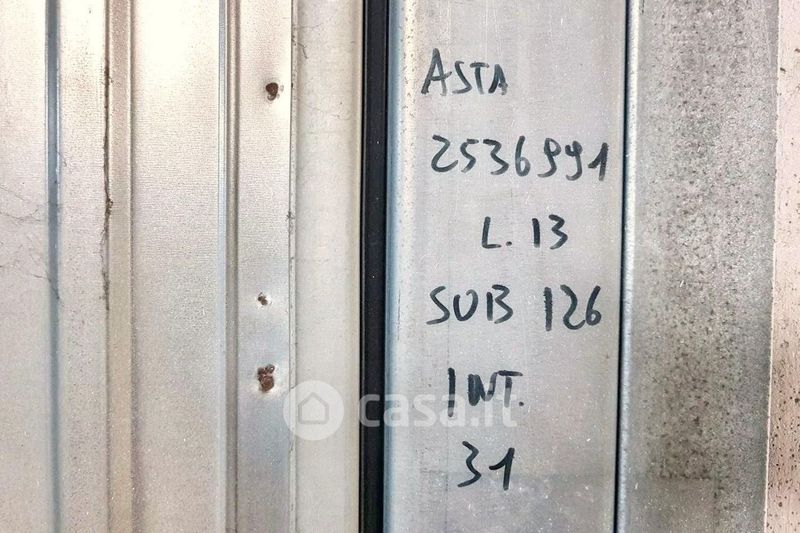 ASTA
2536991
L. 13
SUB 126
INT.
31
casa.it